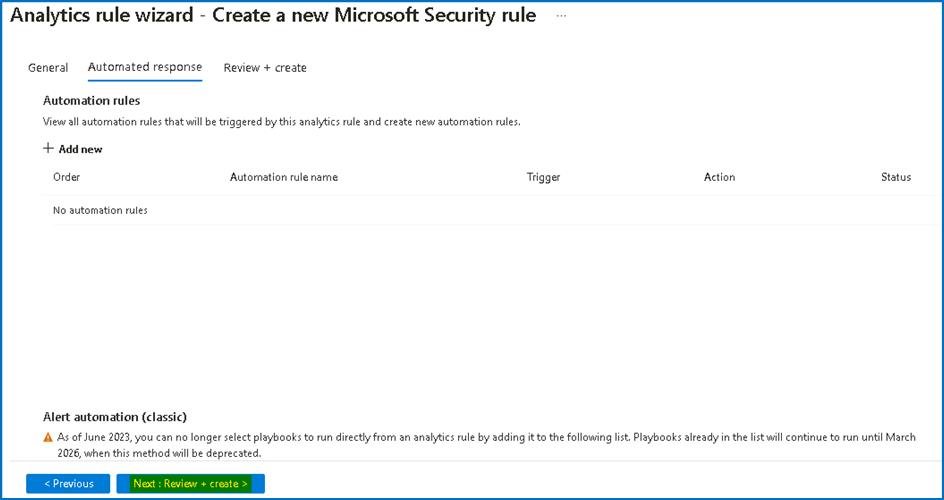 Analytics rule wizard - Create a new Microsoft Security rule ...
General Automated response Review + create
Automation rules
View all automation rules that will be triggered by this analytics rule and create new automation rules.
+ Add new
Order Automation rule name Trigger Action Status
No automation rules
Alert automation (classic)
As of June 2023, you can no longer select playbooks to run directly from an analytics rule by adding it to the following list. Playbooks already in the list will continue to run until March
2026, when this method will be deprecated.
< Previous Next : Review + create >